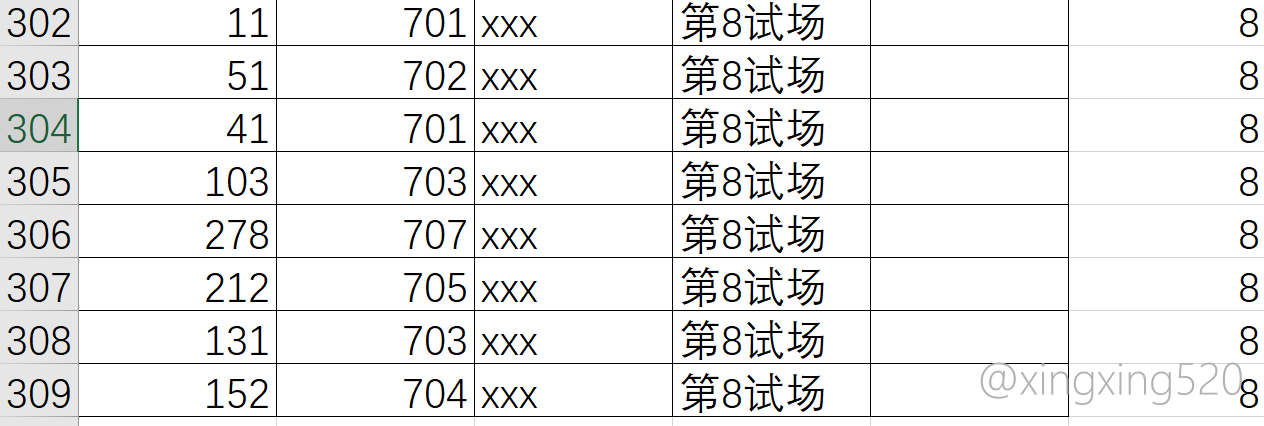 302 11 701 xxx 第8试场 8
303 51 702 xxx 第8试场 8
304 41 701 xxx 第8试场 8
305 103 703 xxx 第8试场 8
306 278 707 xxx 第8试场 8
307 212 705 xxx 第8试场 8
308 131 703 xxx 第8试场 8
309 152 704 xxx 第8试场 8
@xingxing520